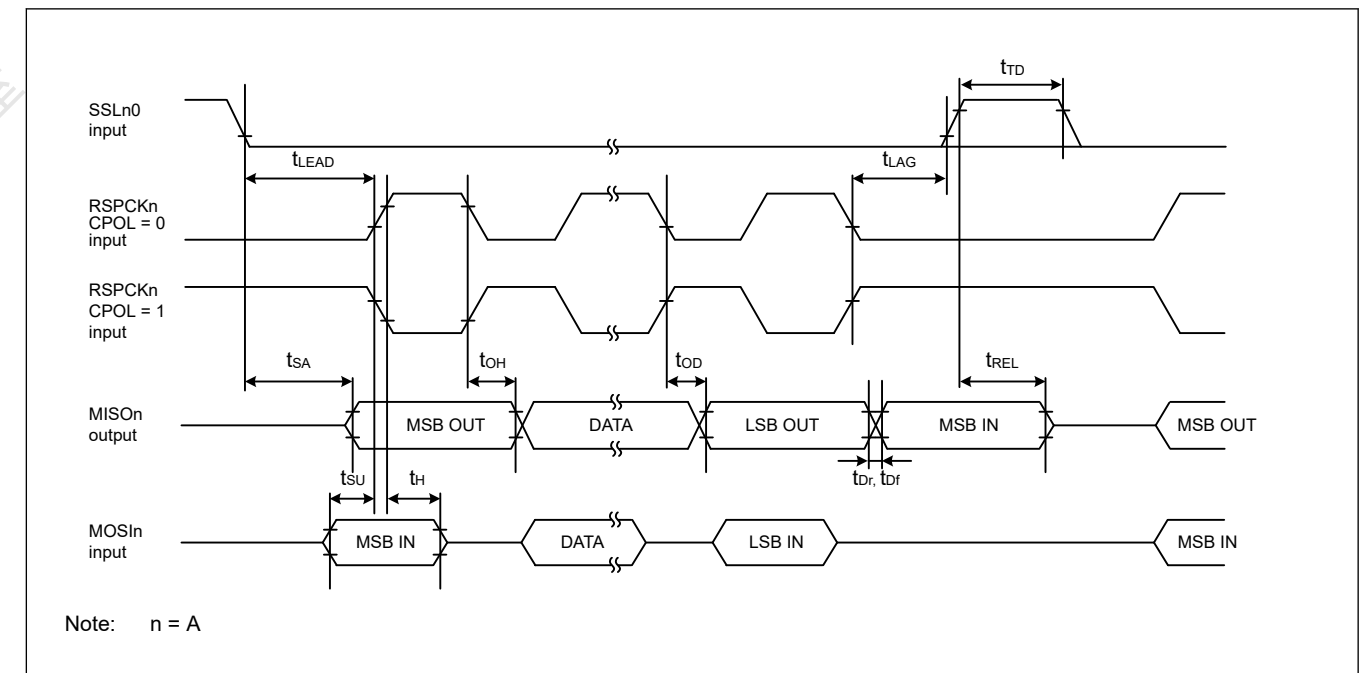 tTD
SSLn0
input
tLEAD
tLAG
RSPCKn
CPOL = 0
input
RSPCKn
CPOL = 1
input
tSA
tOH
tOD
tREL
MISOn
output
MSB OUT
DATA
LSB OUT
MSB IN
MSB OUT
tSU
tH
tDr, tDf
MOSIn
input
MSB IN
DATA
LSB IN
MSB IN
Note: n = A